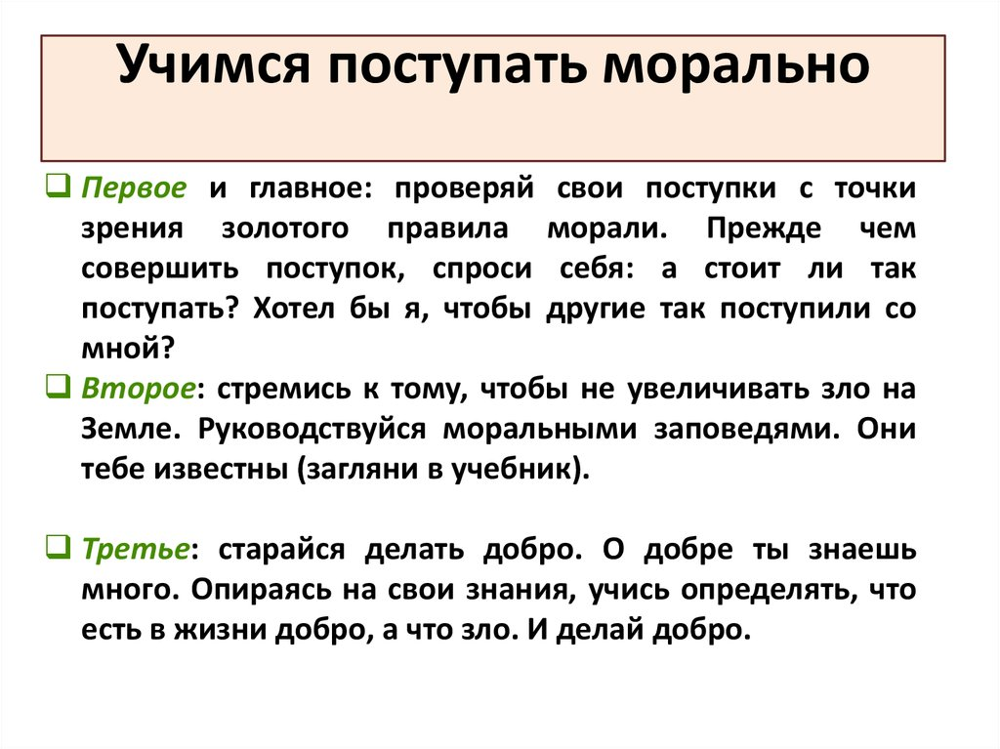 Учимся поступать морально
Первое и главное: проверяй свои поступки с точки
зрения золотого правила морали. Прежде чем
совершить поступок, спроси себя: а стоит ли так
поступать? Хотел бы я, чтобы другие так поступили со
мной?
Второе: стремись к тому, чтобы не увеличивать зло на
Земле. Руководствуйся моральными заповедями. Они
тебе известны (загляни в учебник).
Третье: старайся делать добро. О добре ты знаешь
много. Опираясь на свои знания, учись определять, что
есть в жизни добро, а что зло. И делай добро.